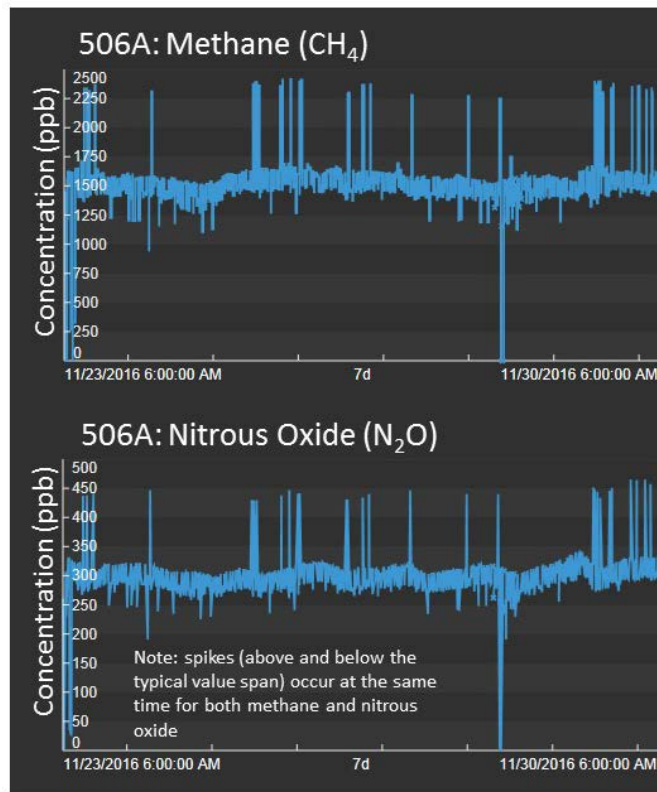 506A: Methane (CH₄)
Concentration (ppb)
2500
2250
2000
1750
1500
1250
1000
750
500
250
0
11/23/2016 6:00:00 AM 7d 11/30/2016 6:00:00 AM
506A: Nitrous Oxide (N₂O)
Concentration (ppb)
500
450
400
350
300
250
200
150
100
50
0
Note: spikes (above and below the
typical value span) occur at the same
time for both methane and nitrous
oxide
11/23/2016 6:00:00 AM 7d 11/30/2016 6:00:00 AM